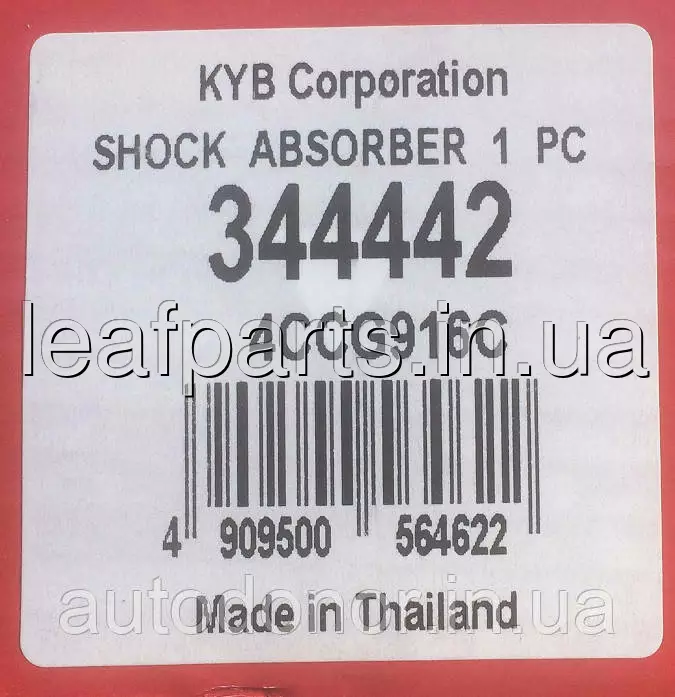 KYB Corporation
SHOCK ABSORBER 1 PC
344442
leafparts.in.ua
4 909500 564622
autodonor.in.ua
Made in Thailand